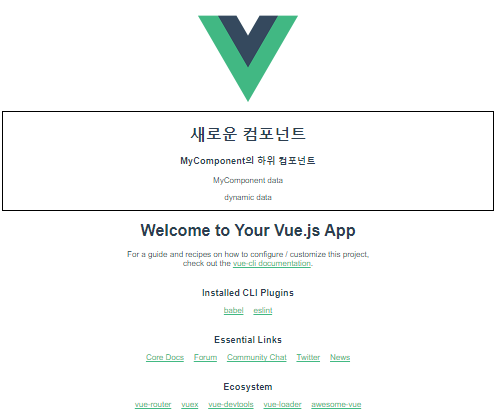 새로운 컴포넌트
MyComponent의 하위 컴포넌트
MyComponent data
dynamic data
Welcome to Your Vue.js App
For a guide and recipes on how to configure / customize this project,
check out the vue-cli documentation.
Installed CLI Plugins
babel eslint
Essential Links
Core Docs Forum Community Chat Twitter News
Ecosystem
vue-router vuex vue-devtools vue-loader awesome-vue